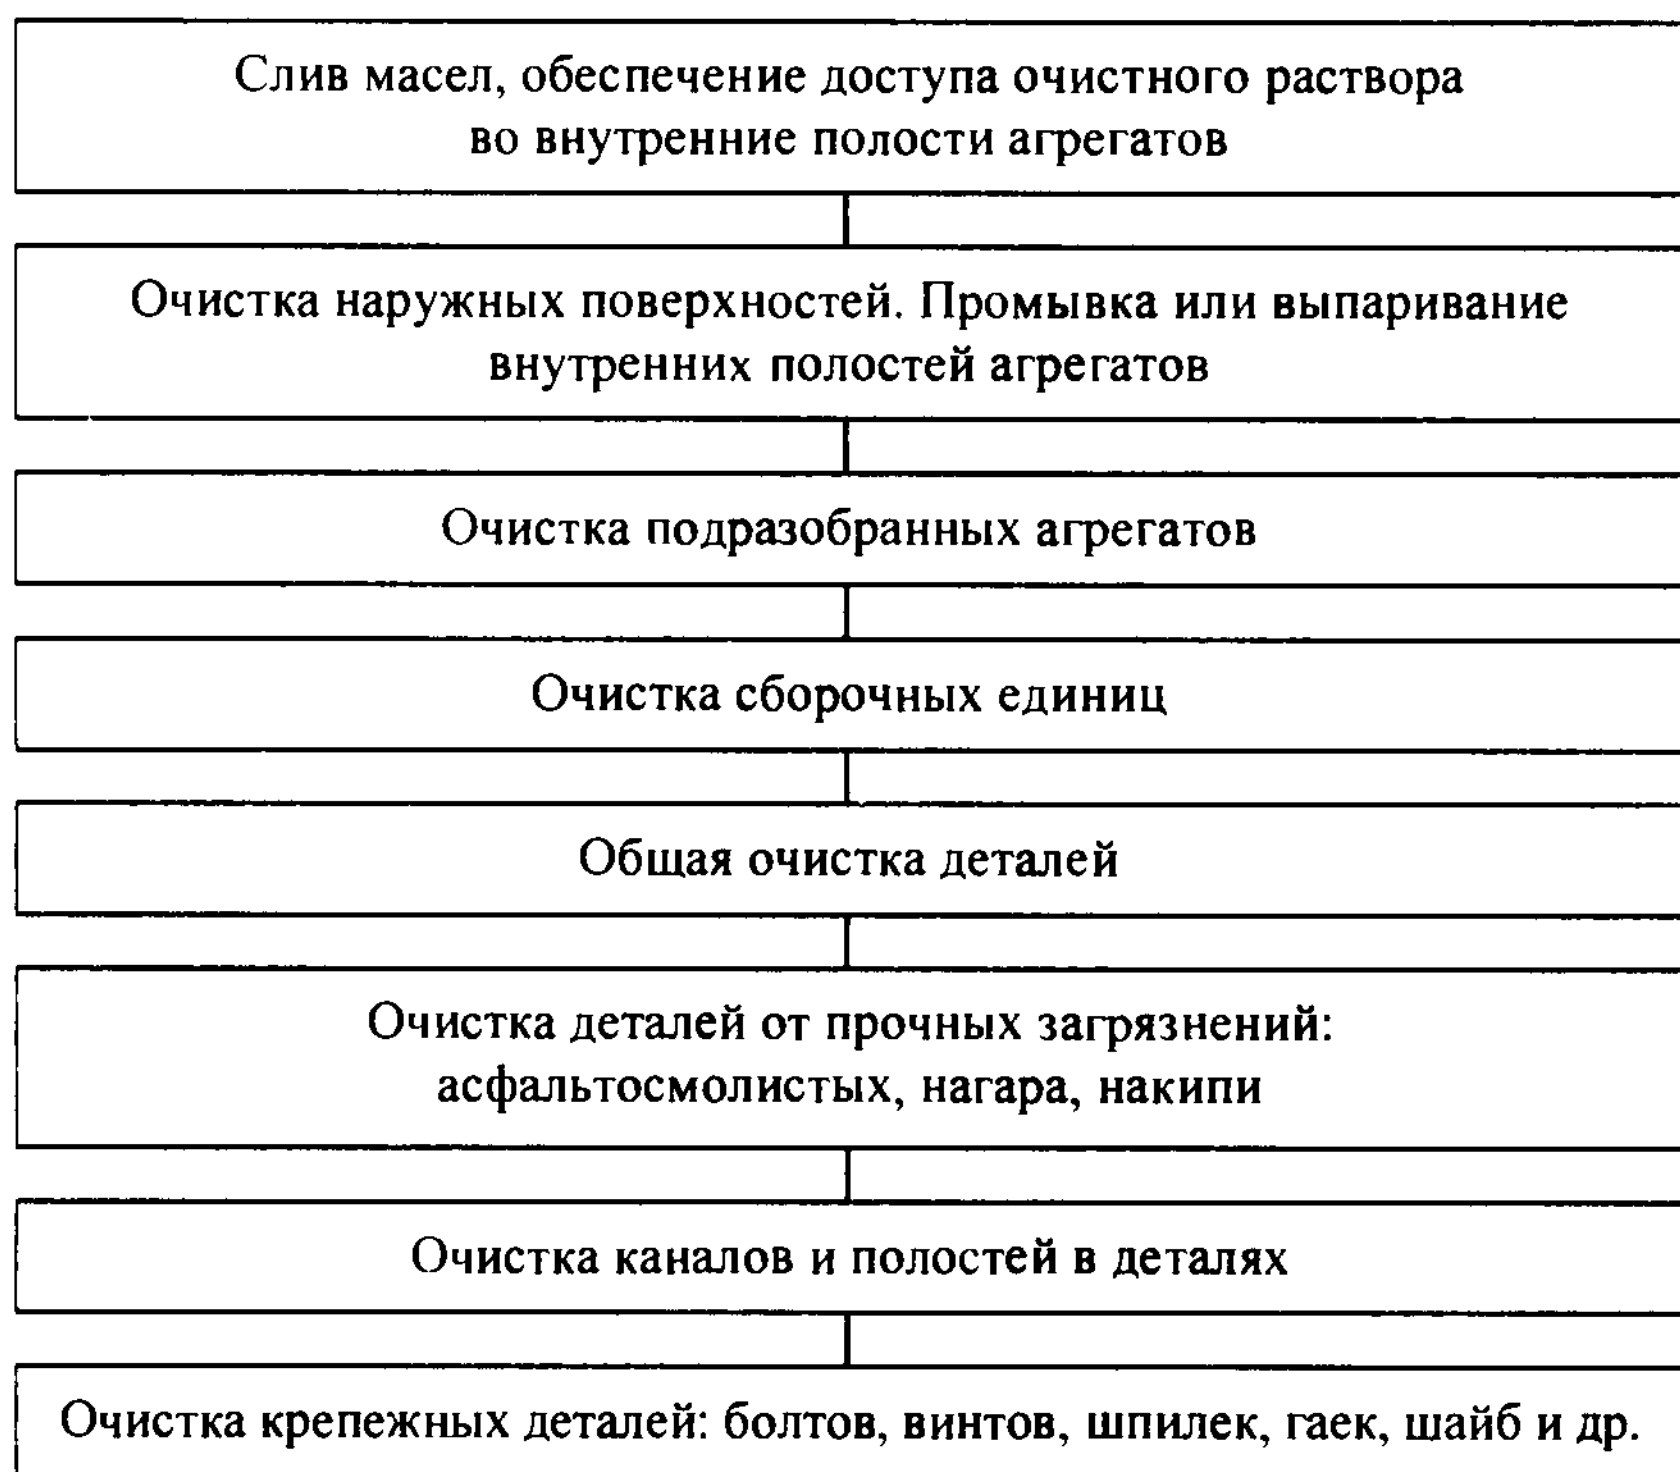 Слив масел, обеспечение доступа очистного раствора
во внутренние полости агрегатов
Очистка наружных поверхностей. Промывка или выпаривание
внутренних полостей агрегатов
Очистка подразобранных агрегатов
Очистка сборочных единиц
Общая очистка деталей
Очистка деталей от прочных загрязнений:
асфальтосмолистых, нагара, накипи
Очистка каналов и полостей в деталях
Очистка крепежных деталей: болтов, винтов, шпилек, гаек, шайб и др.